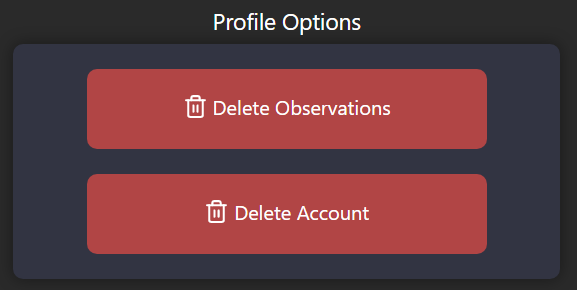 Profile Options
Delete Observations
Delete Account